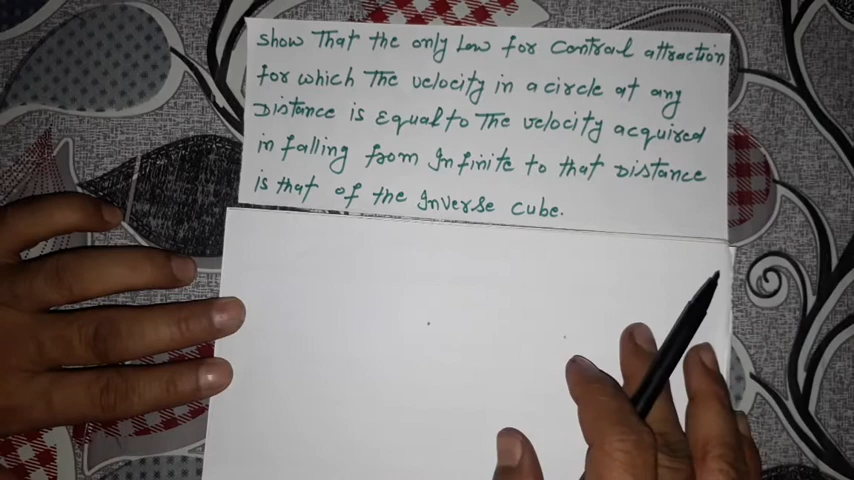 show That the only Law for Central attraction
for which The velocity in a circle at any
Distance is Equal To The velocity acquired
in falling from Infinite to that Distance
is that of the Inverse cube.